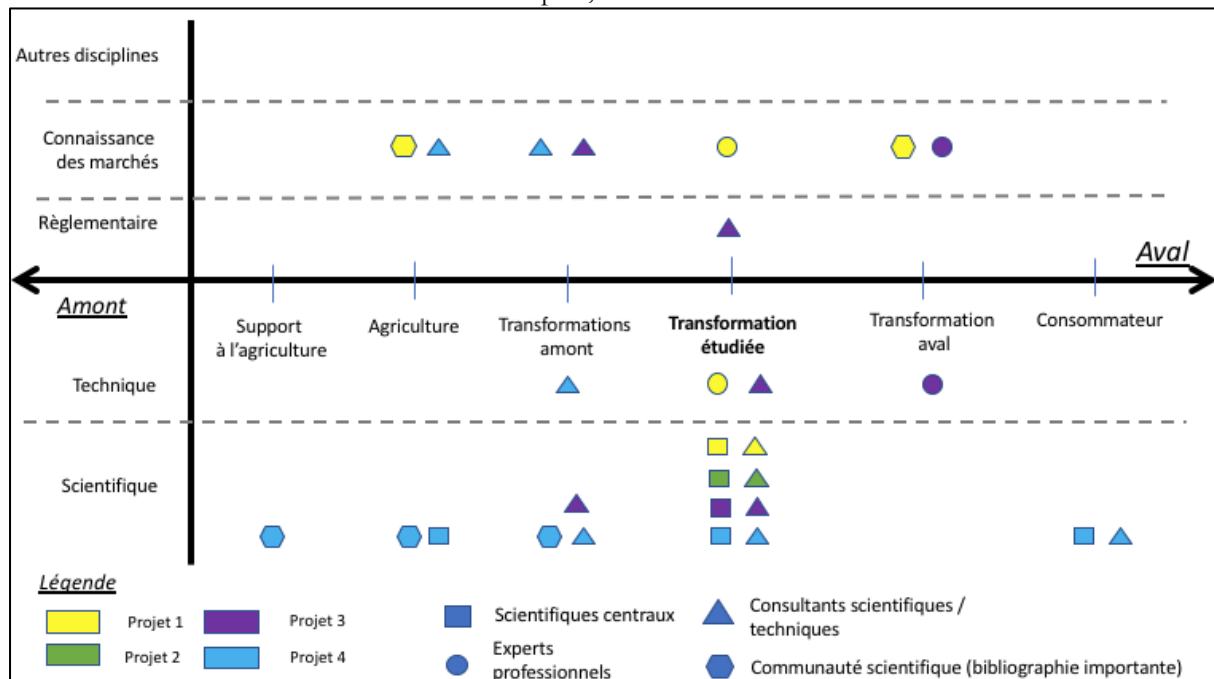 Autres disciplines
Connaissance
des marchés
Règlementaire
Aval
Amont
Support
à l'agriculture
Agriculture
Transformations
amont
Transformation
étudiée
Transformation
aval
Consommateur
Technique
Scientifique
Légende
Projet 1
Projet 3
Projet 2
Projet 4
Scientifiques centraux
Experts
professionnels
Consultants scientifiques /
techniques
Communauté scientifique (bibliographie importante)